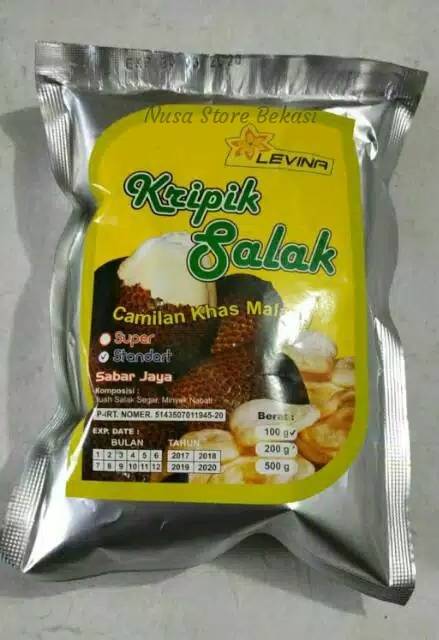 Nusa Store Bekasi
LEVINA
Kripik
Salak
Camilan Khas
Super
Standart
Sabar Jaya
Komposisi :
Buah Salak Segar, Minyak Nabati
P-IRT. NOMER. 5143507011945-20
EXP. DATE :
BULAN TAHUN
1 2 3 4 5 6 2017 2018
7 8 9 10 11 12 2019 2020
Berat :
100 g
200 g
500 g